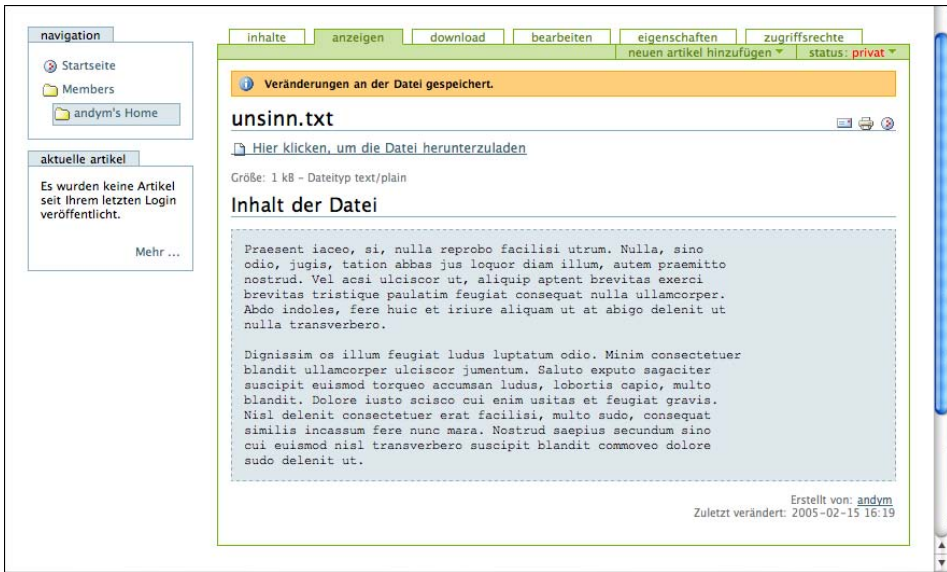 navigation
Startseite
Members
andym's Home
aktuelle artikel
Es wurden keine Artikel
seit Ihrem letzten Login
veröffentlicht.
Mehr ...
inhalte anzeigen download bearbeiten eigenschaften zugriffsrechte
neuen artikel hinzufügen status: privat
Veränderungen an der Datei gespeichert.
unsinn.txt
Hier klicken, um die Datei herunterzuladen
Größe: 1 kB – Dateityp text/plain
Inhalt der Datei
Praesent iaceo, si, nulla reprobo facilisi utrum. Nulla, sino
odio, jugis, tation abbas jus loquor diam illum, autem praemitto
nostrud. Vel acsi ulciscor ut, aliquip aptent brevitas exerci
brevitas tristique paulatim feugiat consequat nulla ullamcorper.
Abdo indoles, fere huic et iriure aliquam ut at abigo delenit ut
nulla transverbero.
Dignissim os illum feugiat ludus luptatum odio. Minim consectetuer
blandit ullamcorper ulciscor jumentum. Saluto exputo sagaciter
suscipit euismod torqueo accumsan ludus, lobortis capio, multo
blandit. Dolore iusto scisco cui enim usitas et feugiat gravis.
Nisl delenit consectetuer erat facilisi, multo sudo, consequat
similis incassum fere nunc mara. Nostrud saepius secundum sino
cui euismod nisl transverbero suscipit blandit commoveo dolore
sudo delenit ut.
Erstellt von: andym
Zuletzt verändert: 2005-02-15 16:19